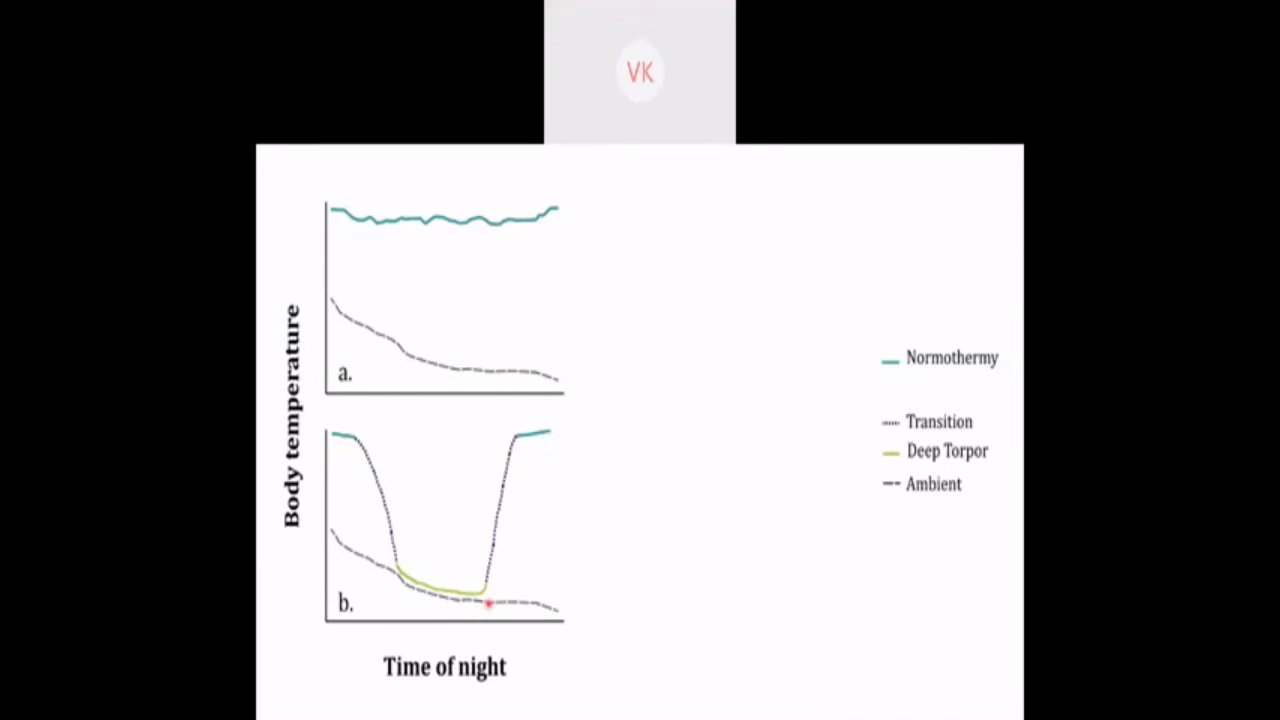 VK
Body temperature
a.
b.
Time of night
Normothermy
Transition
Deep Torpor
Ambient